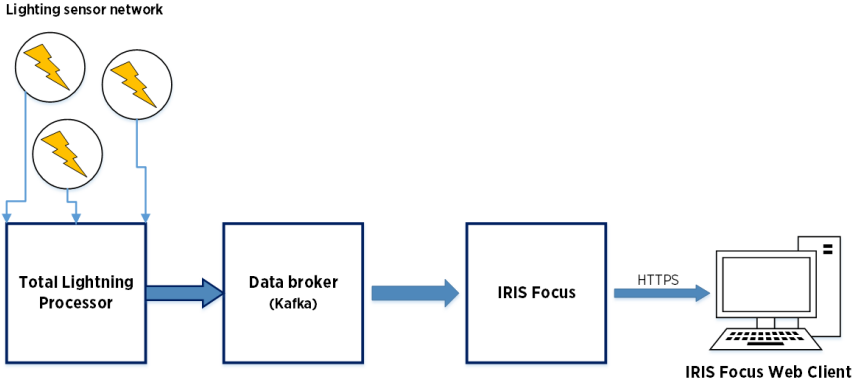 Lighting sensor network
Total Lightning
Processor
Data broker
(Kafka)
IRIS Focus
HTTPS
IRIS Focus Web Client